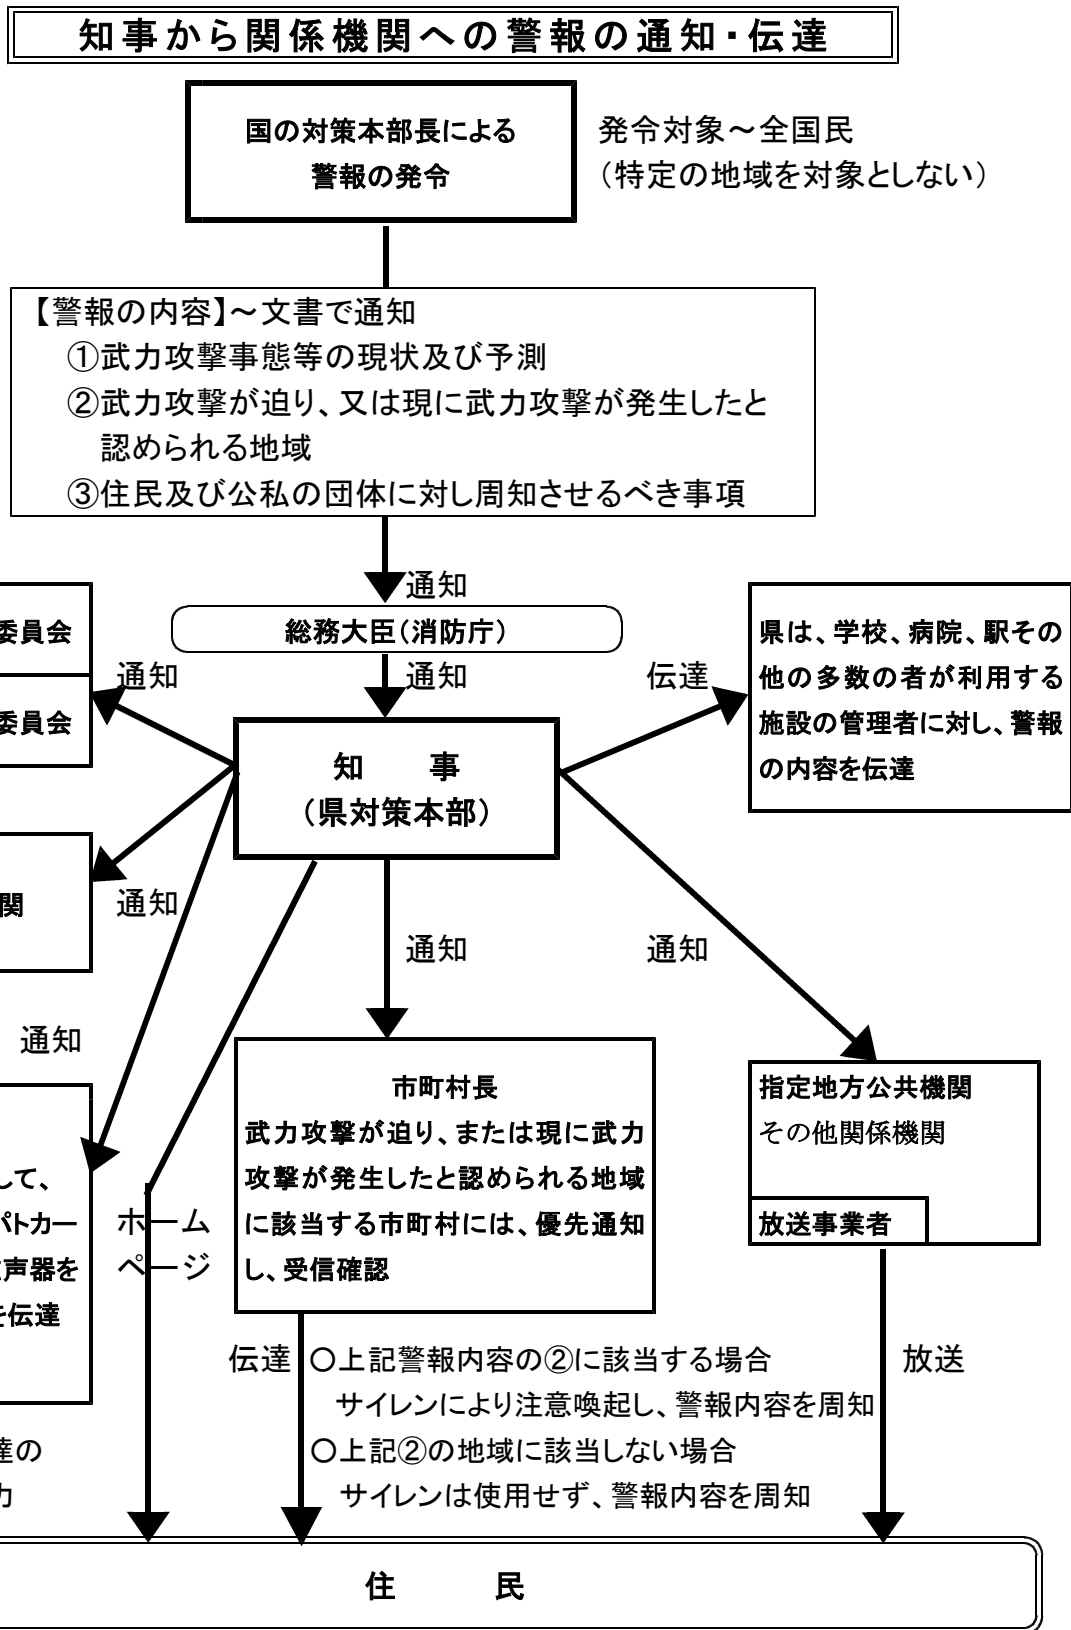 知事から関係機関への警報の通知・伝達
国の対策本部長による
警報の発令
発令対象～全国民
（特定の地域を対象としない）
【警報の内容】～文書で通知
①武力攻撃事態等の現状及び予測
②武力攻撃が迫り、又は現に武力攻撃が発生したと
認められる地域
③住民及び公私の団体に対し周知させるべき事項
通知
総務大臣（消防庁）
委員会
委員会
通知
通知
伝達
県は、学校、病院、駅その
他の多数の者が利用する
施設の管理者に対し、警報
の内容を伝達
知　事
（県対策本部）
関
通知
通知
通知
通知
市町村長
武力攻撃が迫り、または現に武力
攻撃が発生したと認められる地域
に該当する市町村には、優先通知
し、受信確認
指定地方公共機関
その他関係機関
放送事業者
して、
パトカー
声器を
を伝達
ホーム
ページ
伝達
○上記警報内容の②に該当する場合
サイレンにより注意喚起し、警報内容を周知
○上記②の地域に該当しない場合
サイレンは使用せず、警報内容を周知
放送
達の
力
住　民